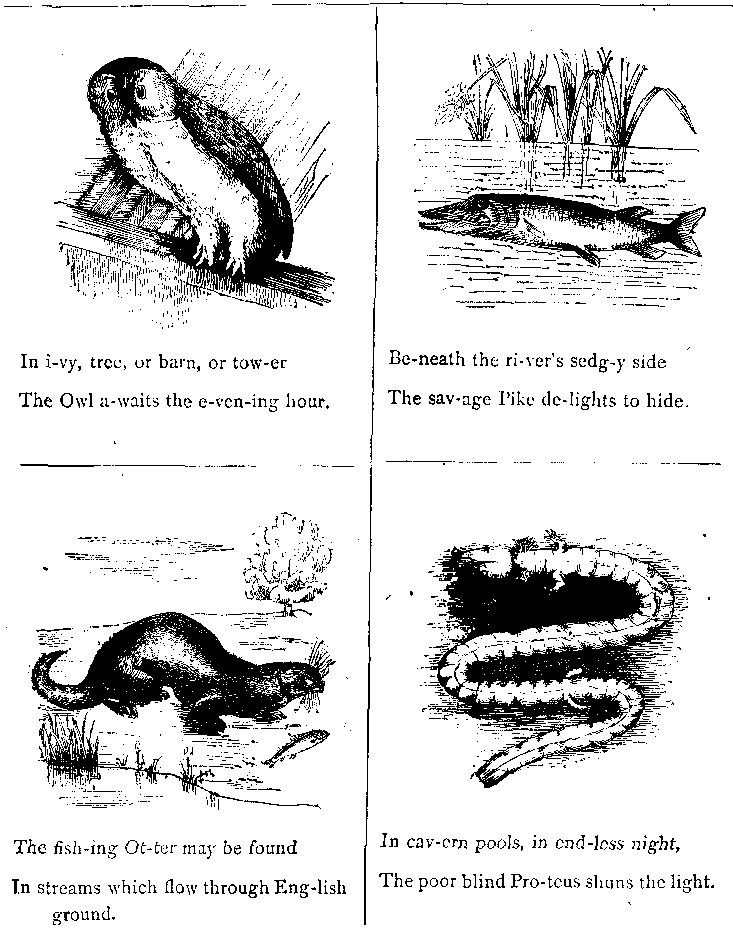 In i-vy, tree, or barn, or tow-er
The Owl a-waits the e-ven-ing hour.
Be-neath the ri-ver's sedg-y side
The sav-age Pike de-lights to hide.
The fish-ing Ot-ter may be found
In streams which flow through Eng-lish
ground.
In cav-ern pools, in end-less night,
The poor blind Pro-teus shuns the light.